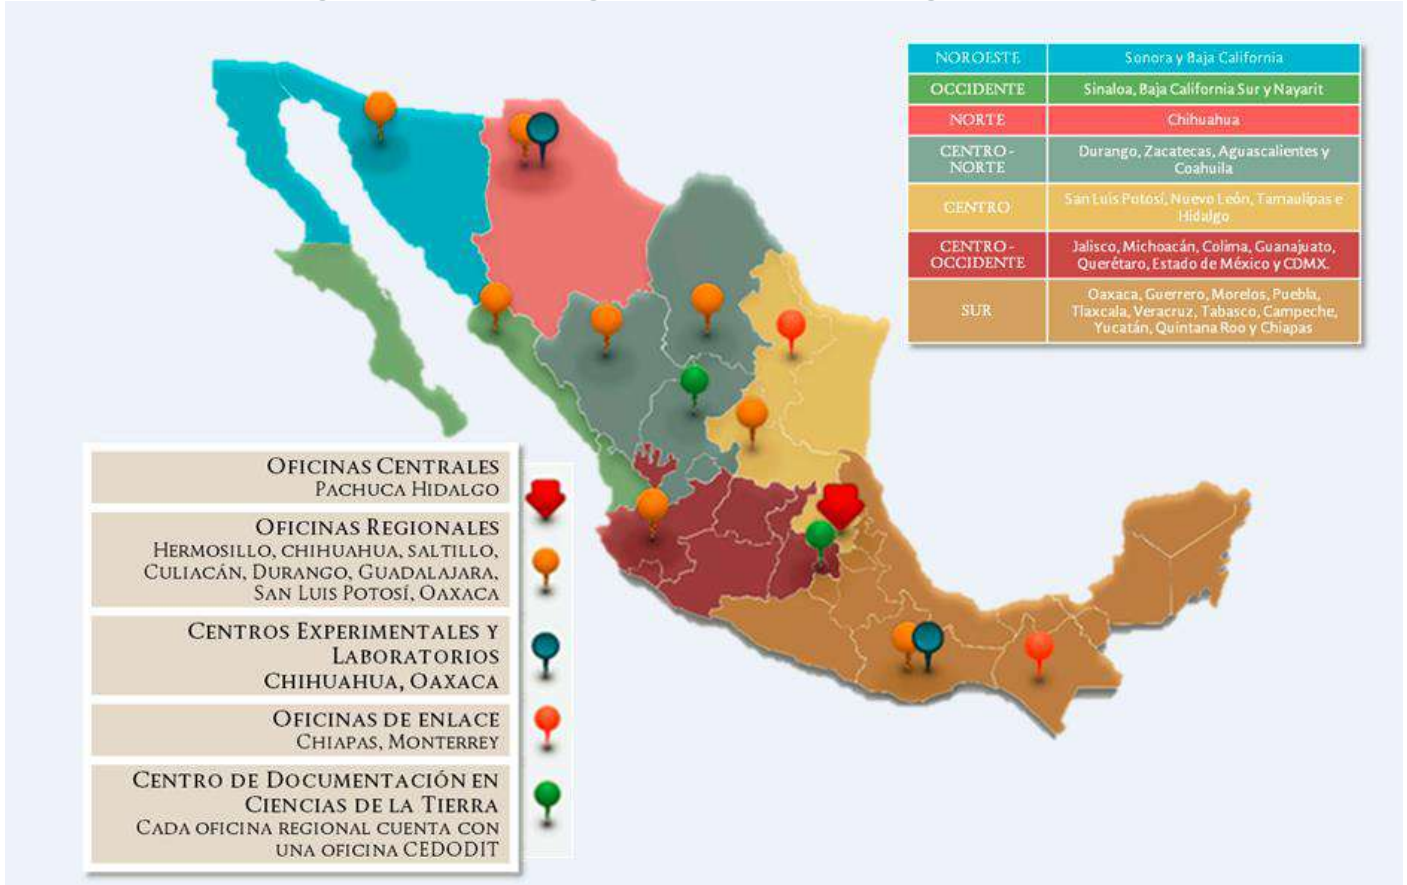 NOROESTE
Sonora y Baja California
OCCIDENTE
Sinaloa, Baja California Sur y Nayarit
NORTE
Chihuahua
CENTRO-
NORTE
Durango, Zacatecas, Aguascalientes y
Coahuila
CENTRO
San Luis Potosí, Nuevo León, Tamaulipas e
Hidalgo
CENTRO-
OCCIDENTE
Jalisco, Michoacán, Colima, Guanajuato,
Querétaro, Estado de México y CDMX.
SUR
Oaxaca, Guerrero, Morelos, Puebla,
Tlaxcala, Veracruz, Tabasco, Campeche,
Yucatán, Quintana Roo y Chiapas
OFICINAS CENTRALES
PACHUCA HIDALGO
OFICINAS REGIONALES
HERMOSILLO, CHIHUAHUA, SALTILLO,
CULIACÁN, DURANGO, GUADALAJARA,
SAN LUIS POTOSÍ, OAXACA
CENTROS EXPERIMENTALES Y
LABORATORIOS
CHIHUAHUA, OAXACA
OFICINAS DE ENLACE
CHIAPAS, MONTERREY
CENTRO DE DOCUMENTACIÓN EN
CIENCIAS DE LA TIERRA
CADA OFICINA REGIONAL CUENTA CON
UNA OFICINA CEDODIT